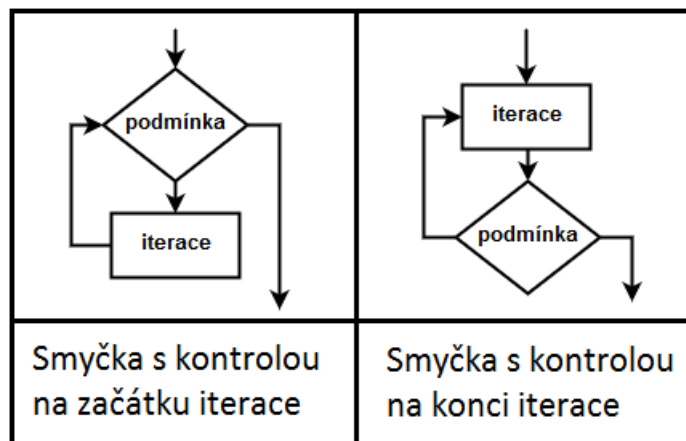 podmínka
iterace
iterace
podmínka
Smyčka s kontrolou
na začátku iterace
Smyčka s kontrolou
na konci iterace